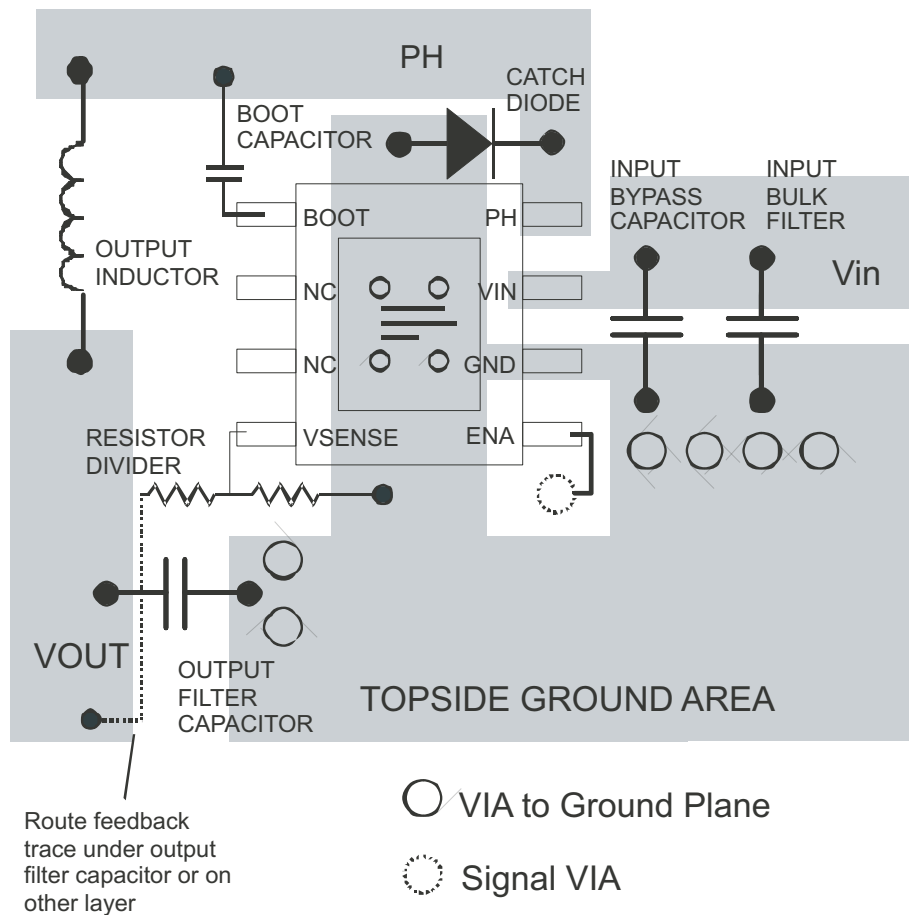 PH
CATCH
DIODE
BOOT
CAPACITOR
INPUT
BYPASS
CAPACITOR
INPUT
BULK
FILTER
Vin
OUTPUT
INDUCTOR
BOOT
PH
NC
VIN
NC
GND
VSENSE
ENA
RESISTOR
DIVIDER
VOUT
OUTPUT
FILTER
CAPACITOR
TOPSIDE GROUND AREA
Route feedback
trace under output
filter capacitor or on
other layer
VIA to Ground Plane
Signal VIA